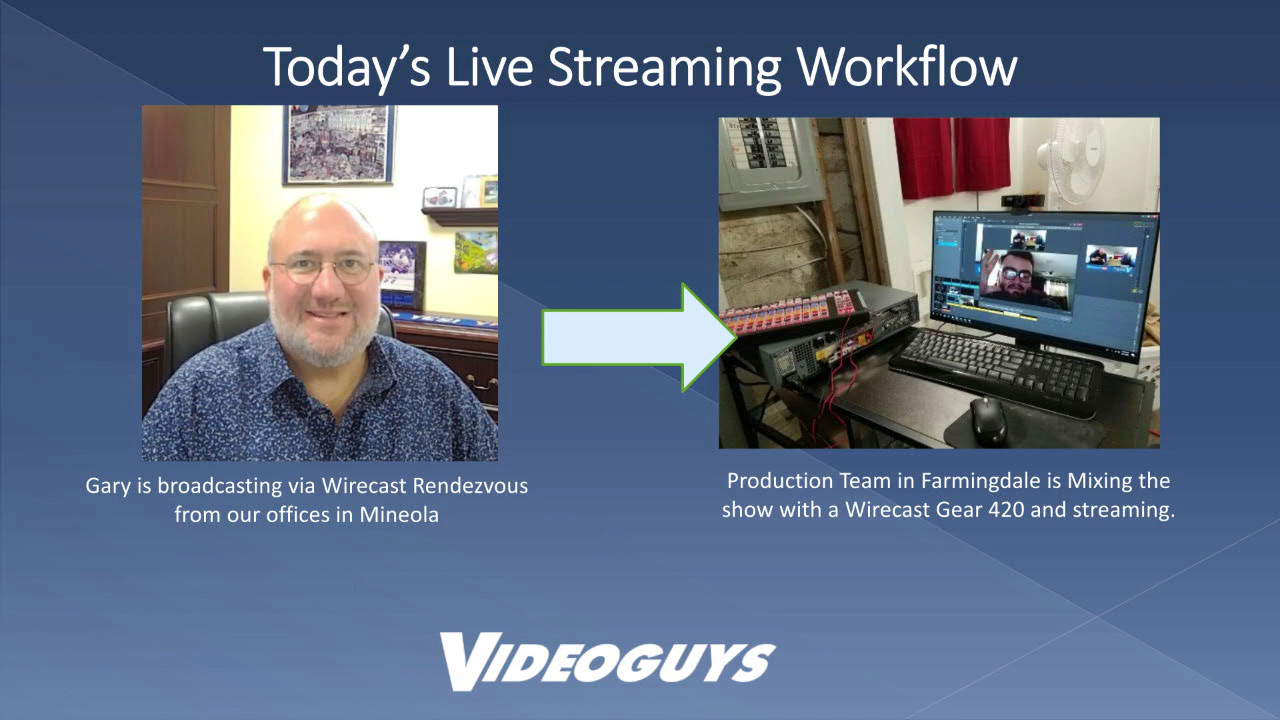 Today’s Live Streaming Workflow
Gary is broadcasting via Wirecast Rendezvous
from our offices in Mineola
Production Team in Farmingdale is Mixing the
show with a Wirecast Gear 420 and streaming.
VIDEOGUYS